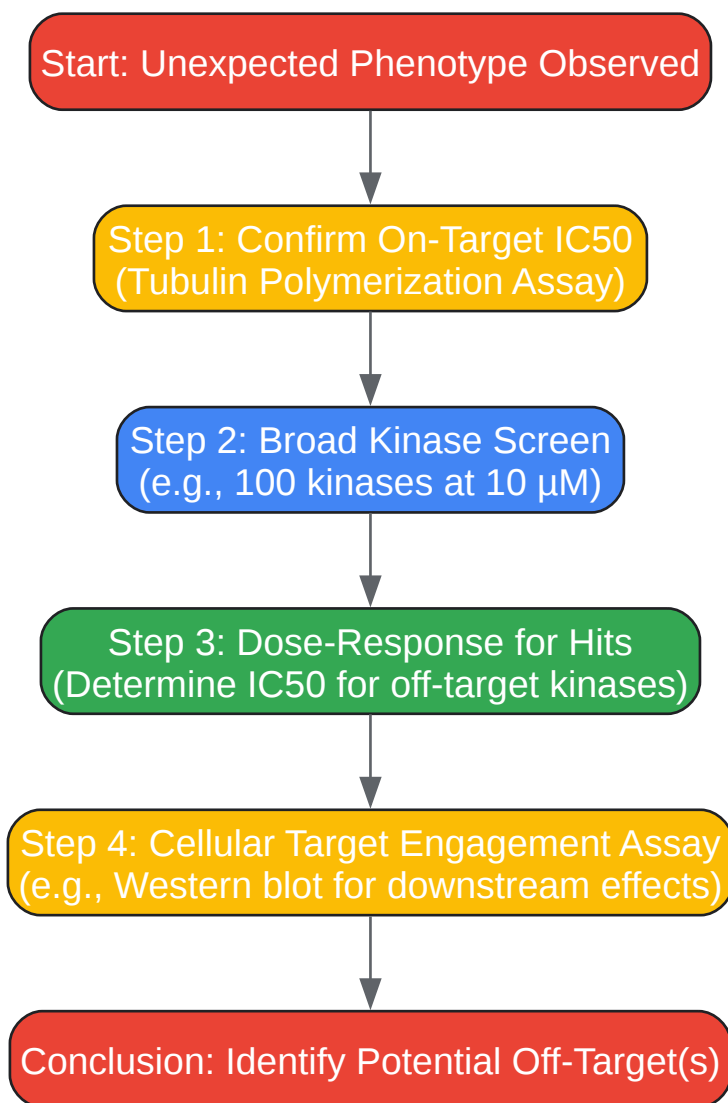 Start: Unexpected Phenotype Observed
Step 1: Confirm On-Target IC50
(Tubulin Polymerization Assay)
Step 2: Broad Kinase Screen
(e.g., 100 kinases at 10 µM)
Step 3: Dose-Response for Hits
(Determine IC50 for off-target kinases)
Step 4: Cellular Target Engagement Assay
(e.g., Western blot for downstream effects)
Conclusion: Identify Potential Off-Target(s)